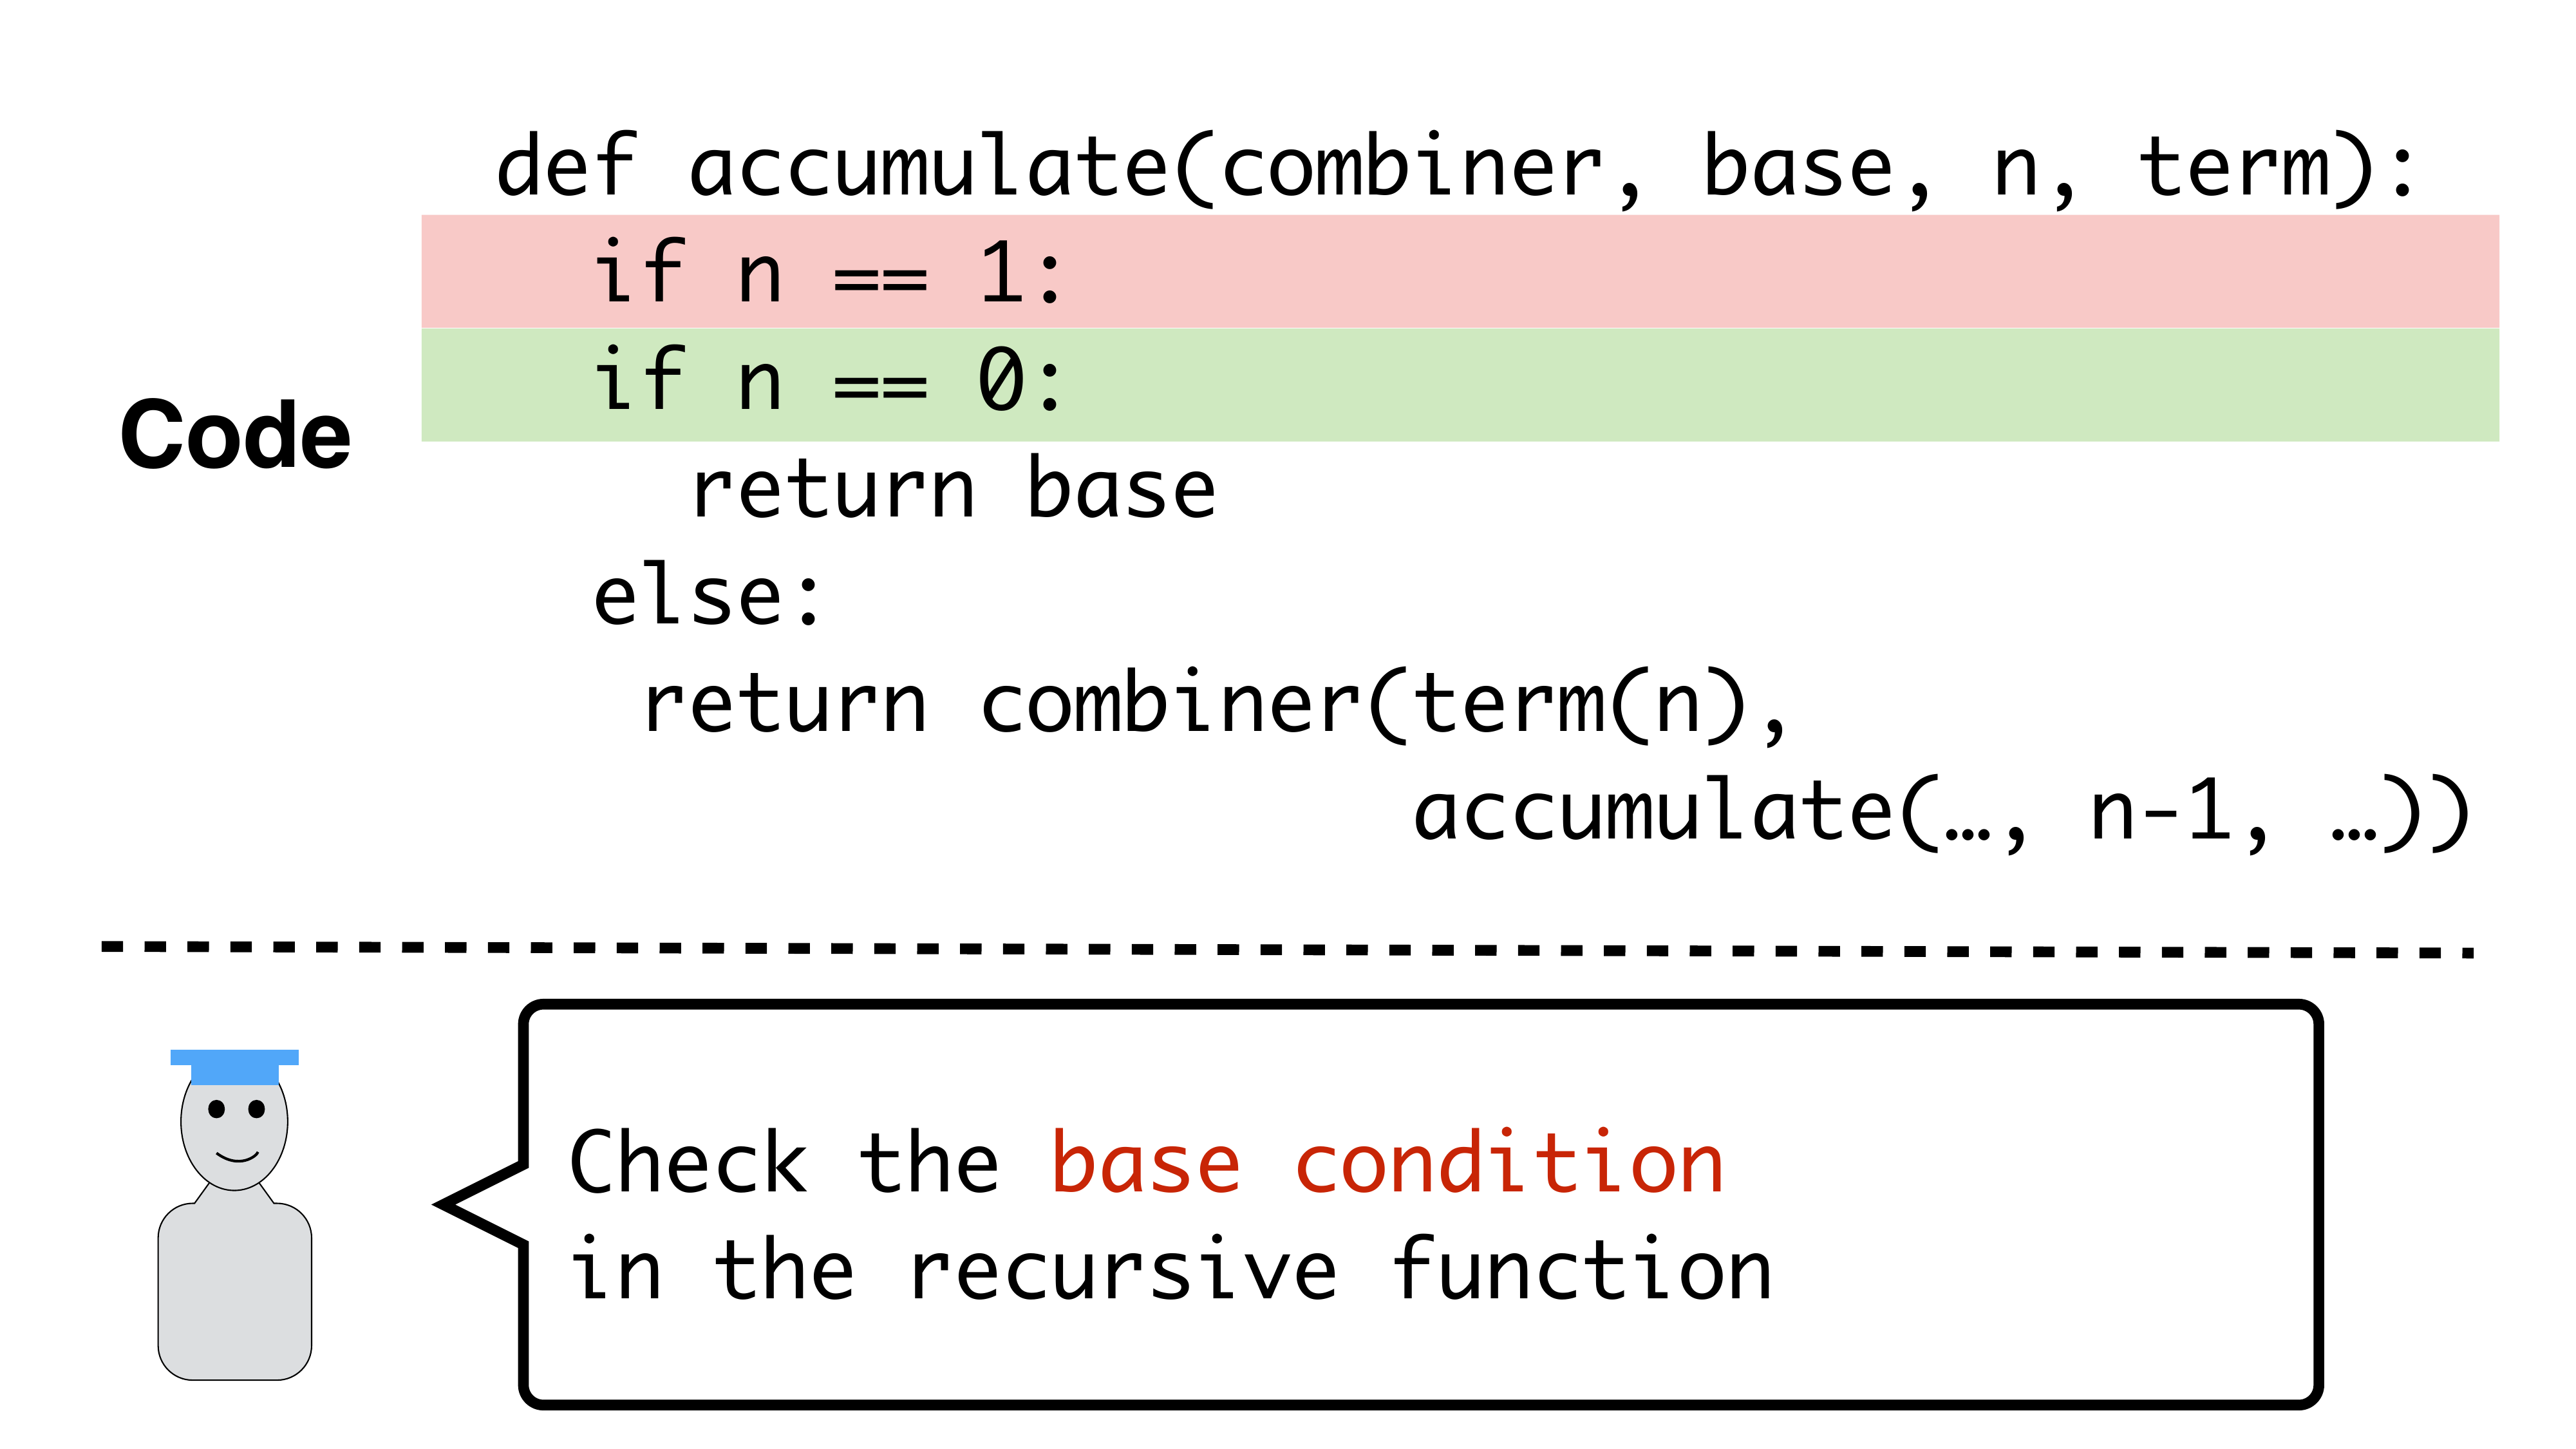 def accumulate(combiner, base, n, term):
if n == 1:
if n == 0:
Code
return base
else:
return combiner(term(n),
accumulate(…, n-1, …))
Check the base condition
in the recursive function